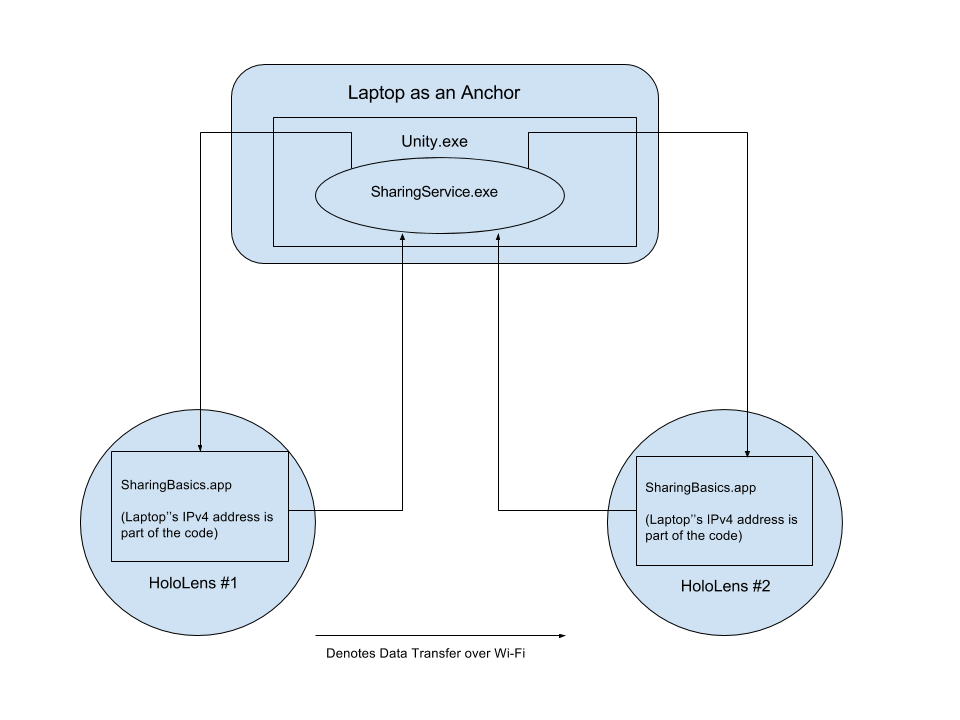 Laptop as an Anchor
Unity.exe
SharingService.exe
SharingBasics.app
(Laptop’'s IPv4 address is
part of the code)
HoloLens #1
SharingBasics.app
(Laptop’'s IPv4 address is
part of the code)
HoloLens #2
Denotes Data Transfer over Wi-Fi